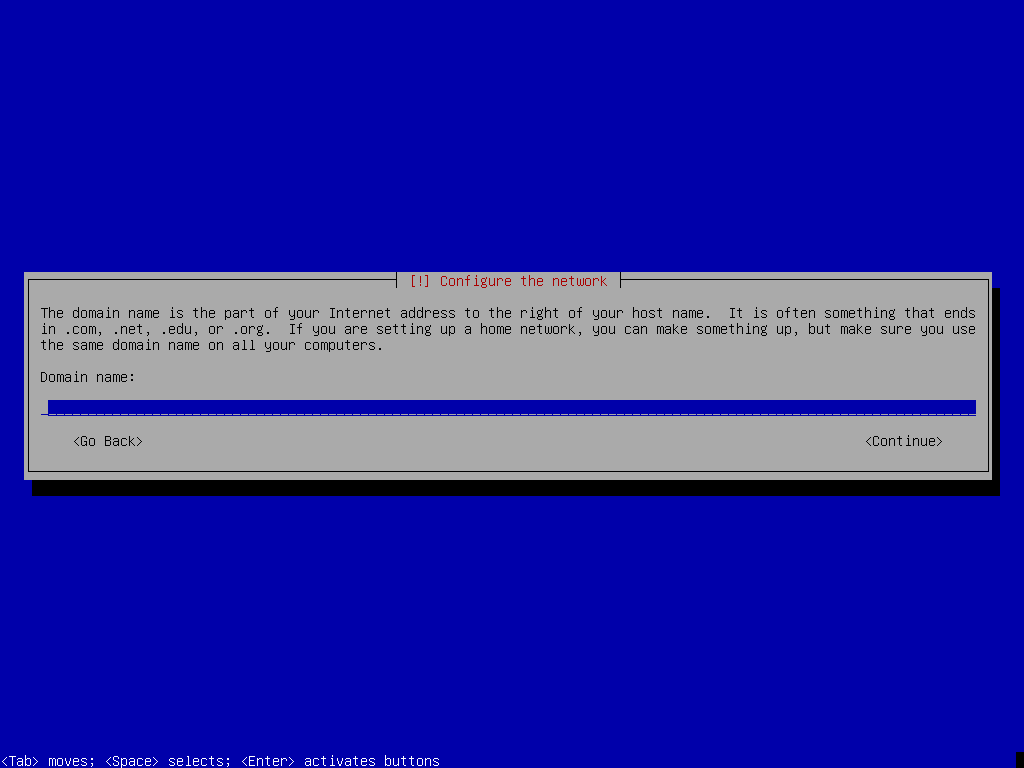 [!] Configure the network
The domain name is the part of your Internet address to the right of your host name.  It is often something that ends
in .com, .net, .edu, or .org.  If you are setting up a home network, you can make something up, but make sure you use
the same domain name on all your computers.
Domain name:
<Go Back> <Continue>
<Tab> moves; <Space> selects; <Enter> activates buttons